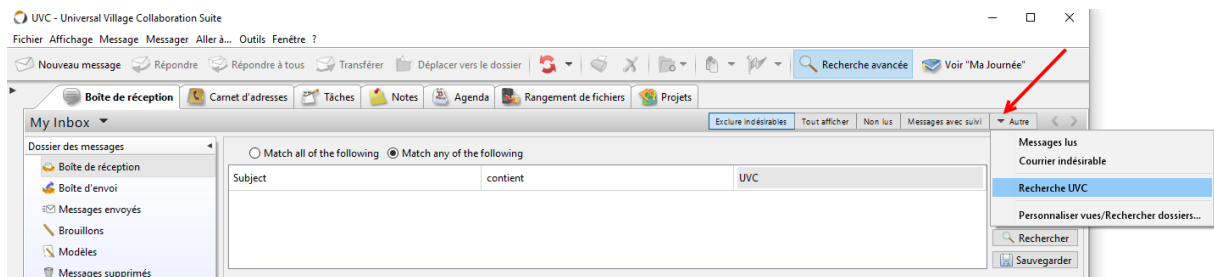 UVC - Universal Village Collaboration Suite
Fichier Affichage Message Messager Aller à... Outils Fenêtre ?
Nouveau message Répondre Répondre à tous Transférer Déplacer vers le dossier Recherche avancée Voir "Ma Journée"
Boîte de réception Carnet d'adresses Tâches Notes Agenda Rangement de fichiers Projets
My Inbox Exclure indésirables Tout afficher Non lus Messages avec suivi Autre
Dossier des messages
Match all of the following Match any of the following
Messages lus
Courrier indésirable
Boîte de réception
Subject contient UVC
Recherche UVC
Boîte d'envoi
Messages envoyés
Personnaliser vues/Rechercher dossiers...
Brouillons
Rechercher
Modèles
Sauvegarder
Messages supprimés